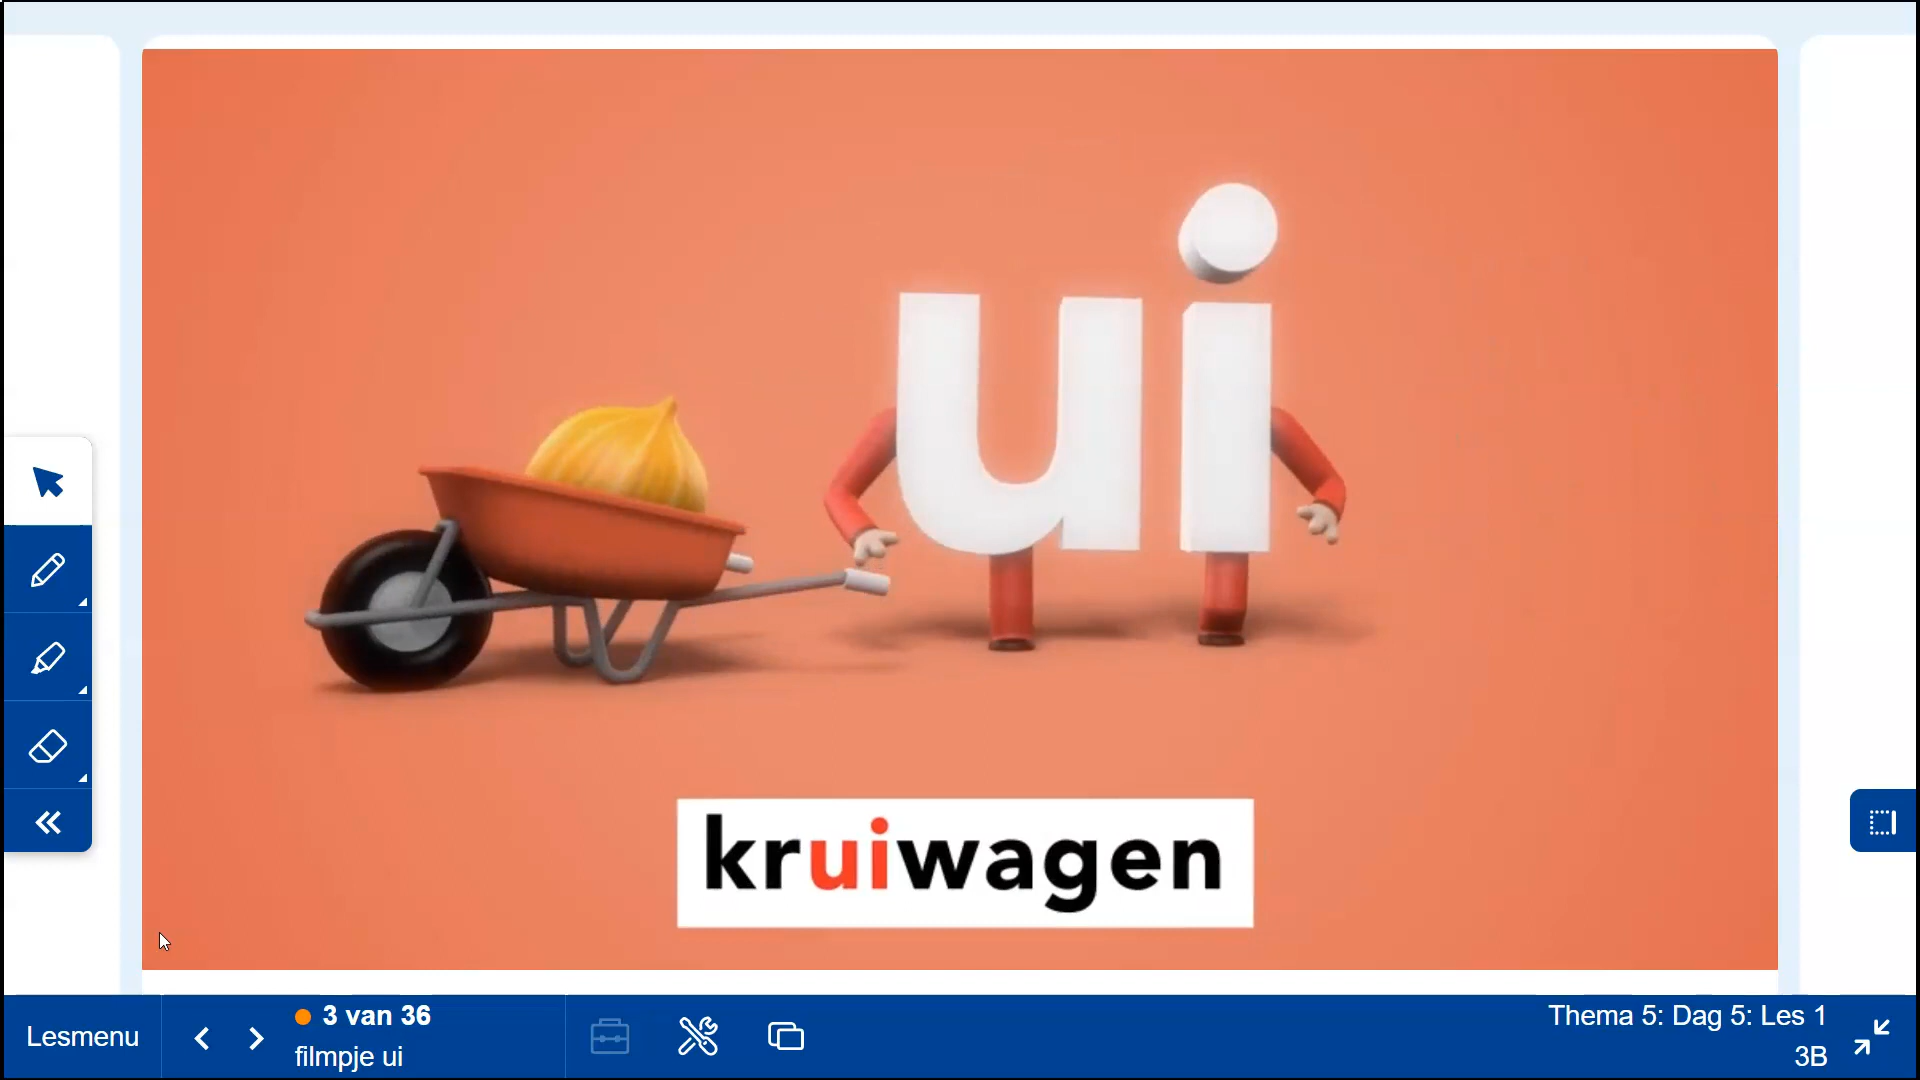 ui
kruiwagen
Lesmenu
3 van 36
filmpje ui
Thema 5: Dag 5: Les 1
3B